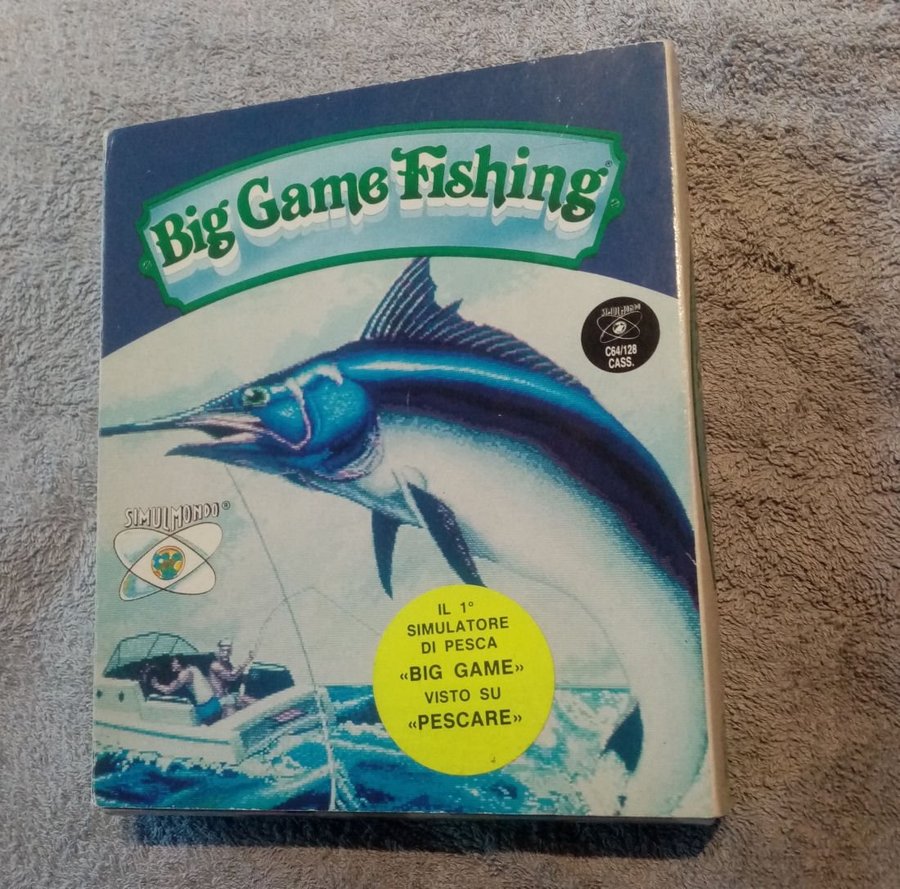 Big Game Fishing®
SIMULMONDO
C64/128
CASS.
SIMULMONDO®
IL 1°
SIMULATORE
DI PESCA
«BIG GAME»
VISTO SU
«PESCARE»